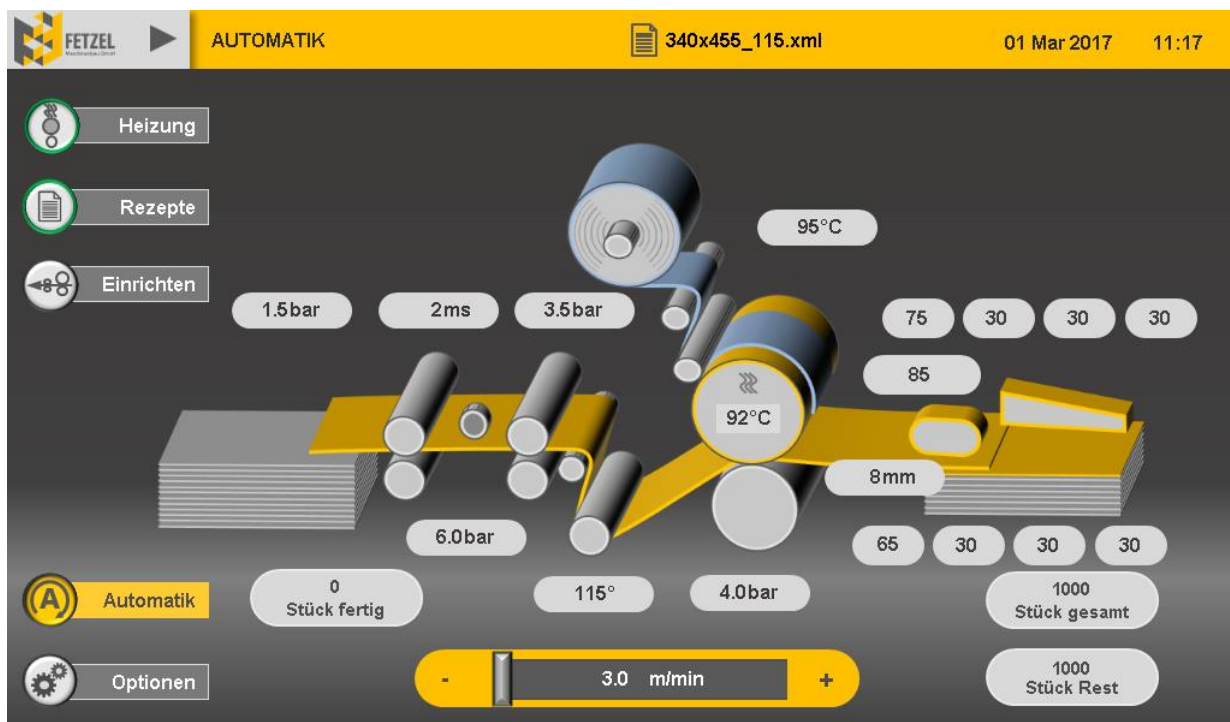 FETZEL
Maschinenbau GmbH
AUTOMATIK
340x455_115.xml
01 Mar 2017
11:17
Heizung
Rezepte
Einrichten
95°C
1.5bar
2ms
3.5bar
75
30
30
30
85
92°C
8mm
6.0bar
65
30
30
30
Automatik
0
Stück fertig
115°
4.0bar
1000
Stück gesamt
Optionen
-
3.0 m/min
+
1000
Stück Rest